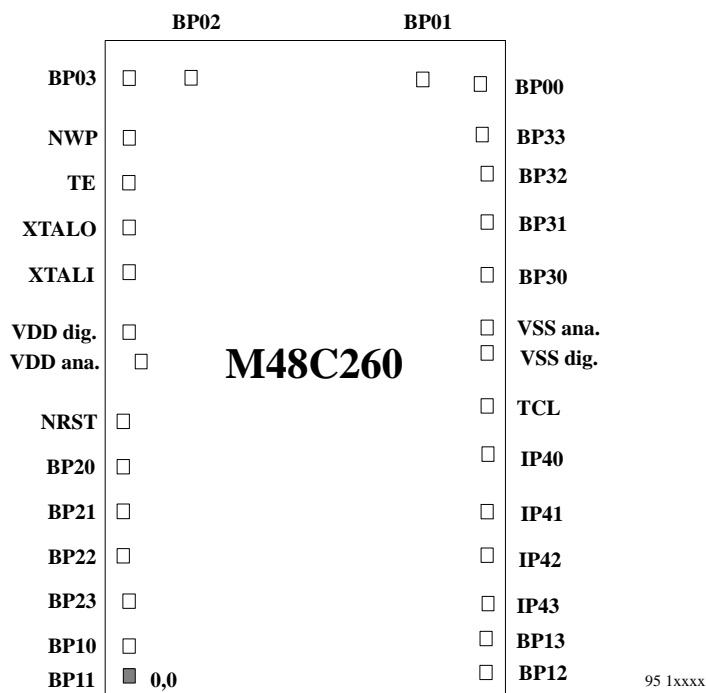 BP02 BP01
BP03 BP00
NWP BP33
TE BP32
XTALO BP31
XTALI BP30
VDD dig. VSS ana.
VDD ana. M48C260 VSS dig.
NRST TCL
BP20 IP40
BP21 IP41
BP22 IP42
BP23 IP43
BP10 BP13
BP11 0,0 BP12 95 1xxxx